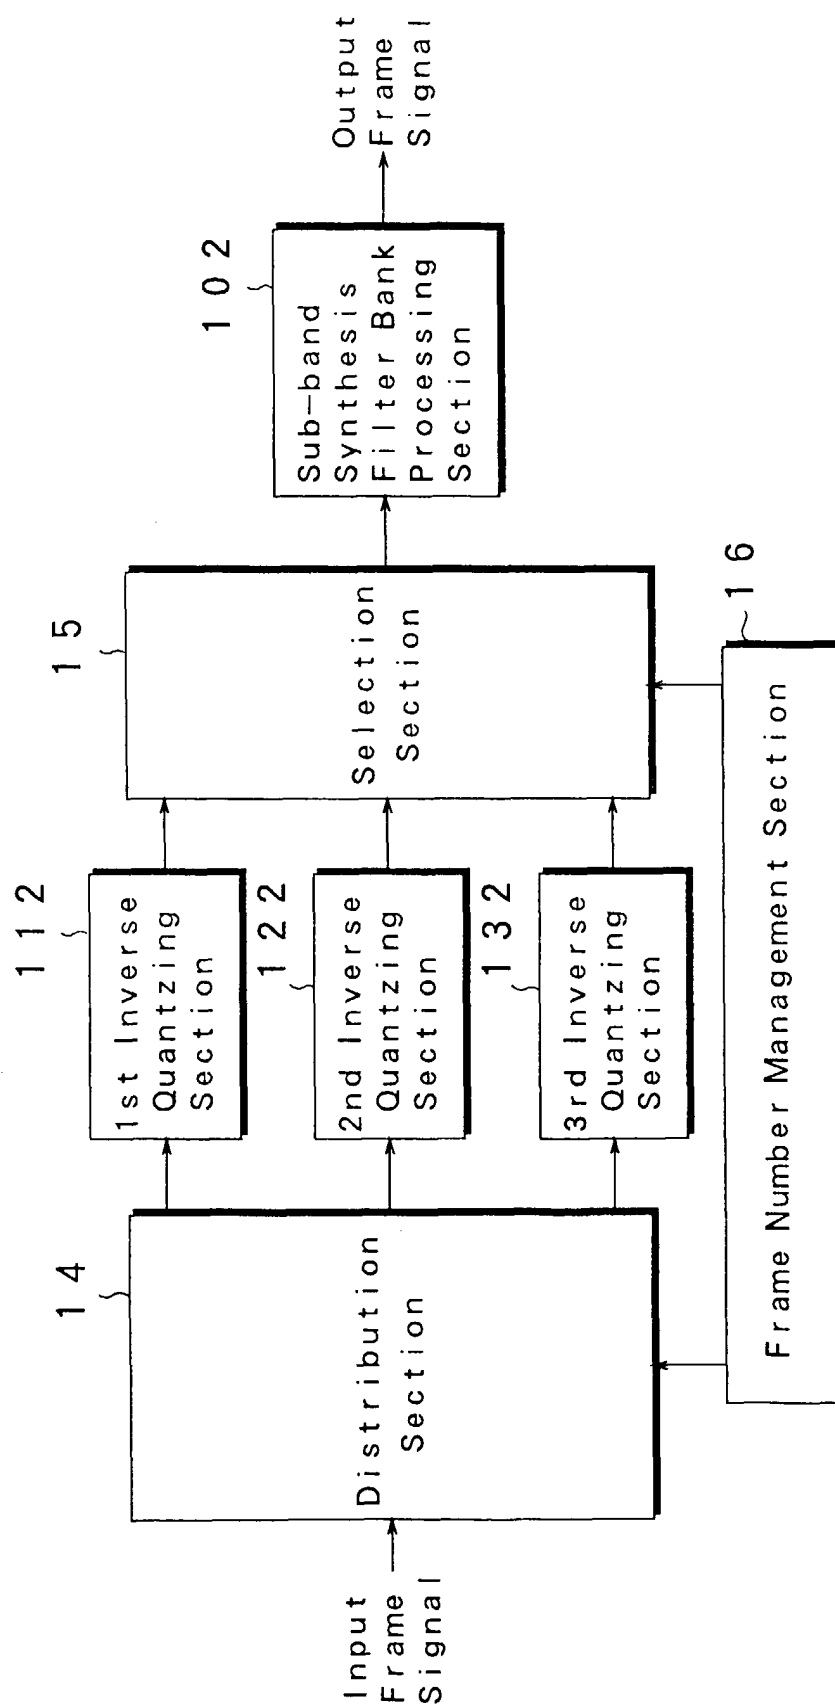 Input
Frame
Signal
14
Distribution
Section
112
1st Inverse
Quantzing
Section
122
2nd Inverse
Quantzing
Section
132
3rd Inverse
Quantzing
Section
15
Selection
Section
16
Frame Number Management Section
102
Sub-band
Synthesis
Filter Bank
Processing
Section
Output
Frame
Signal